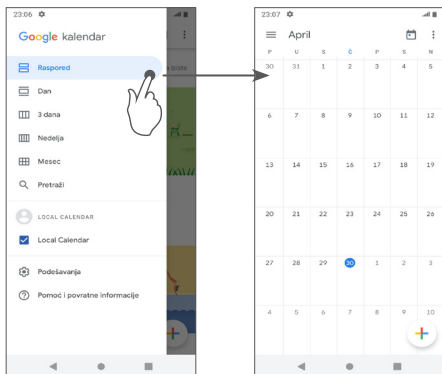 23:06
Google kalendar
Raspored
Dan
3 dana
Nedelja
Mesec
Pretraži
LOCAL CALENDAR
Local Calendar
Podešavanja
Pomoć i povratne informacije
23:07
April
P U S Č P S N
30 31 1 2 3 4 5
6 7 8 9 10 11 12
13 14 15 16 17 18 19
20 21 22 23 24 25 26
27 28 29 30 1 2 3
4 5 6 7 8 9 10